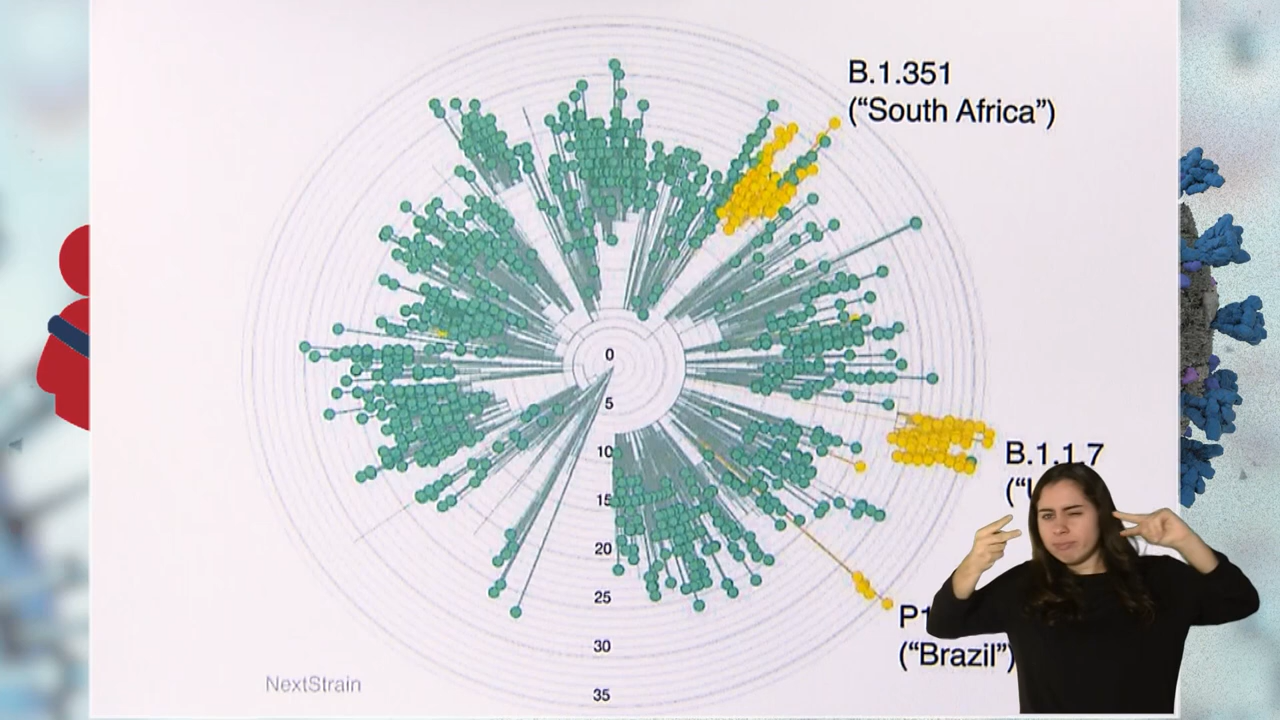 B.1.351
(“South Africa”)
0
5
10
15
20
25
30
35
B.1.1.7
P1
(“Brazil”)
NextStrain